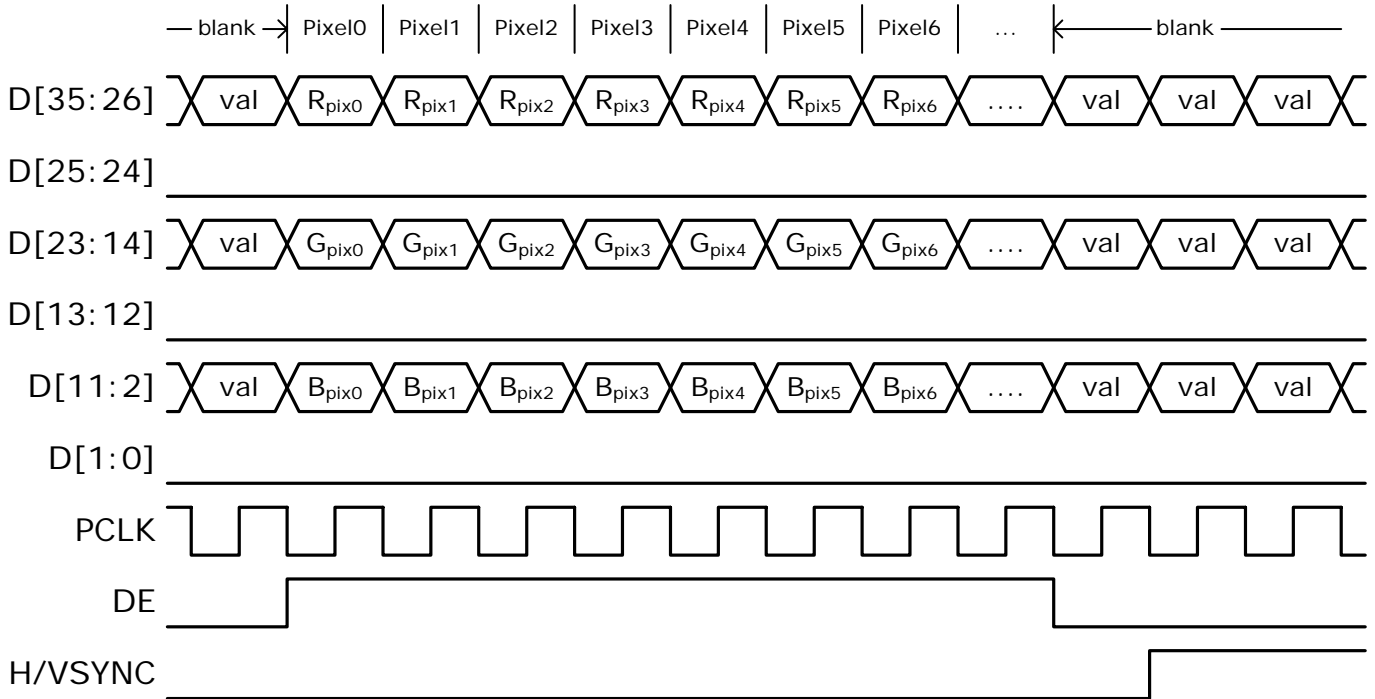 blank Pixel0 Pixel1 Pixel2 Pixel3 Pixel4 Pixel5 Pixel6 ... blank
D[35:26] val Rpix0 Rpix1 Rpix2 Rpix3 Rpix4 Rpix5 Rpix6 .... val val val
D[25:24]
D[23:14] val Gpix0 Gpix1 Gpix2 Gpix3 Gpix4 Gpix5 Gpix6 .... val val val
D[13:12]
D[11:2] val Bpix0 Bpix1 Bpix2 Bpix3 Bpix4 Bpix5 Bpix6 .... val val val
D[1:0]
PCLK
DE
H/VSYNC